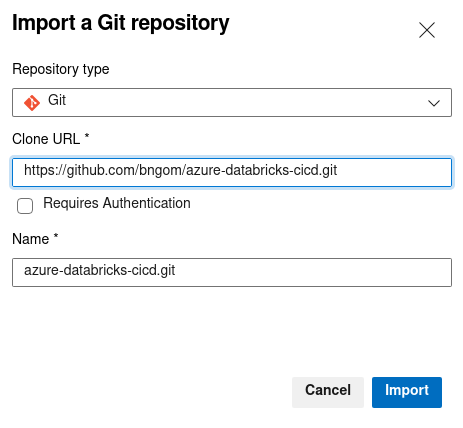 Import a Git repository
Repository type
Git
Clone URL *
https://github.com/bngom/azure-databricks-cicd.git
Requires Authentication
Name *
azure-databricks-cicd.git
Cancel
Import